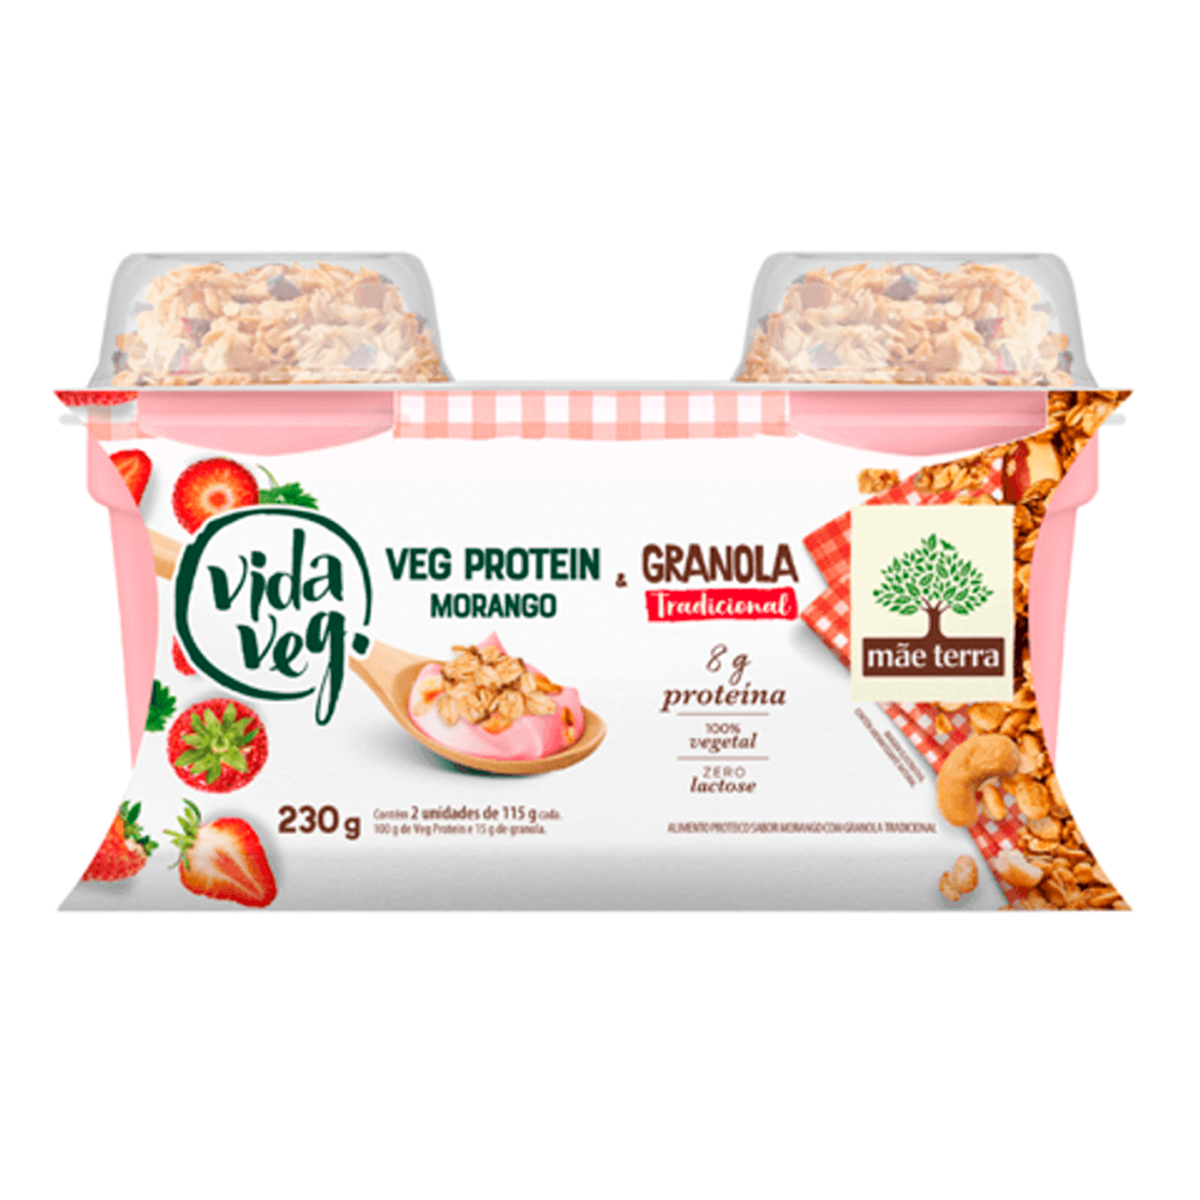 vida
veg.
VEG PROTEIN
MORANGO
&
GRANOLA
Tradicional
8 g
proteína
100%
vegetal
ZERO
lactose
mãe terra
230g
Contém 2 unidades de 115 g cada.
100 g de Veg Protein e 15 g de granola.
ALIMENTO PROTEICO SABOR MORANGO COM GRANOLA TRADICIONAL